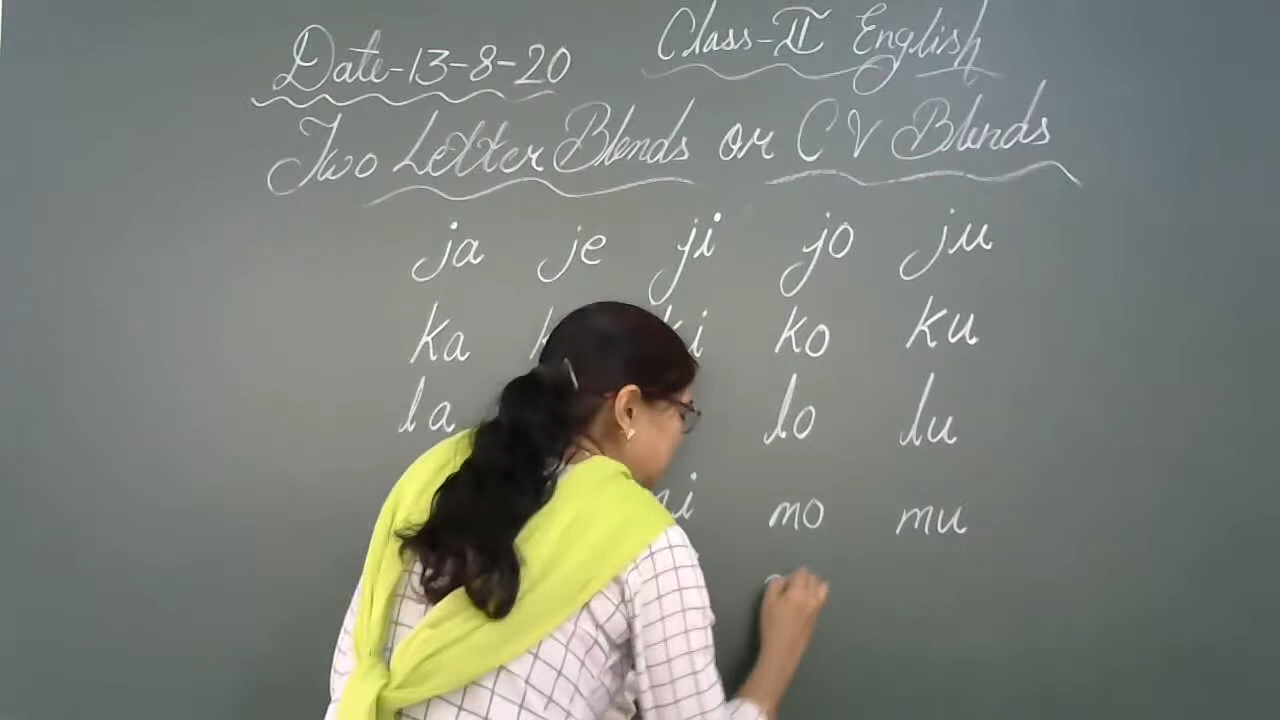 Date-13-8-20 Class-II English
Two Letter Blends or CV Blends
ja je ji jo ju
ka ki ko ku
la lo lu
mo mu